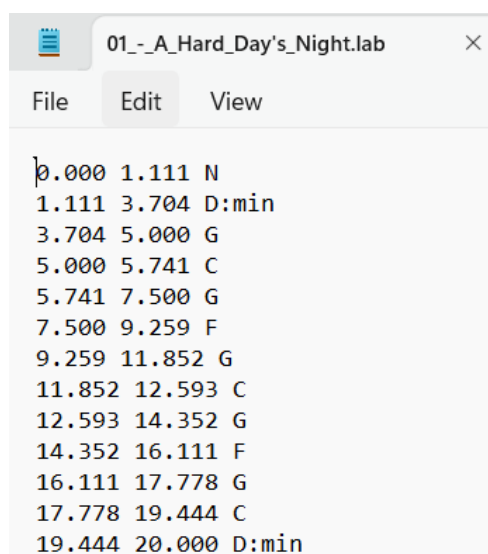 01_-_A_Hard_Day's_Night.lab
File Edit View
0.000 1.111 N
1.111 3.704 D:min
3.704 5.000 G
5.000 5.741 C
5.741 7.500 G
7.500 9.259 F
9.259 11.852 G
11.852 12.593 C
12.593 14.352 G
14.352 16.111 F
16.111 17.778 G
17.778 19.444 C
19.444 20.000 D:min